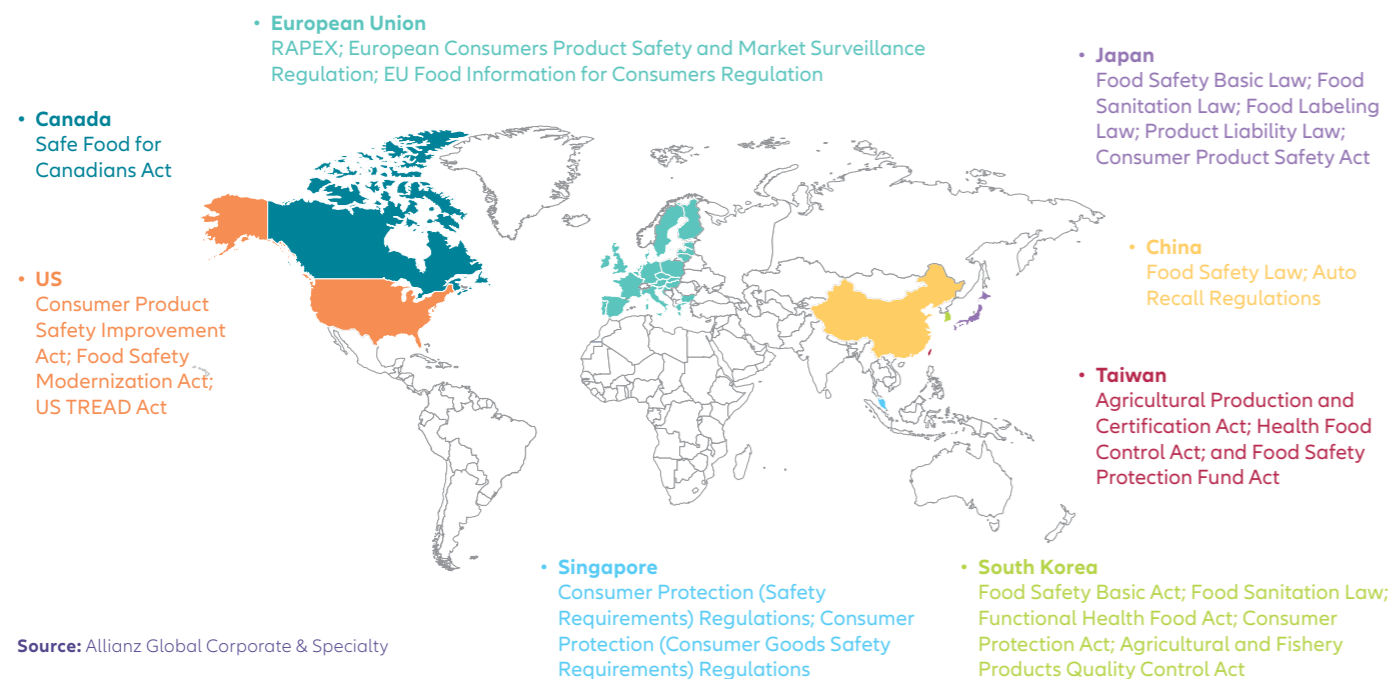 • European Union
RAPEX; European Consumers Product Safety and Market Surveillance
Regulation; EU Food Information for Consumers Regulation
• Japan
Food Safety Basic Law; Food
Sanitation Law; Food Labeling
Law; Product Liability Law;
Consumer Product Safety Act
• Canada
Safe Food for
Canadians Act
• China
Food Safety Law; Auto
Recall Regulations
• US
Consumer Product
Safety Improvement
Act; Food Safety
Modernization Act;
US TREAD Act
• Taiwan
Agricultural Production and
Certification Act; Health Food
Control Act; and Food Safety
Protection Fund Act
• Singapore
Consumer Protection (Safety
Requirements) Regulations; Consumer
Protection (Consumer Goods Safety
Requirements) Regulations
• South Korea
Food Safety Basic Act; Food Sanitation Law;
Functional Health Food Act; Consumer
Protection Act; Agricultural and Fishery
Products Quality Control Act
Source: Allianz Global Corporate & Specialty